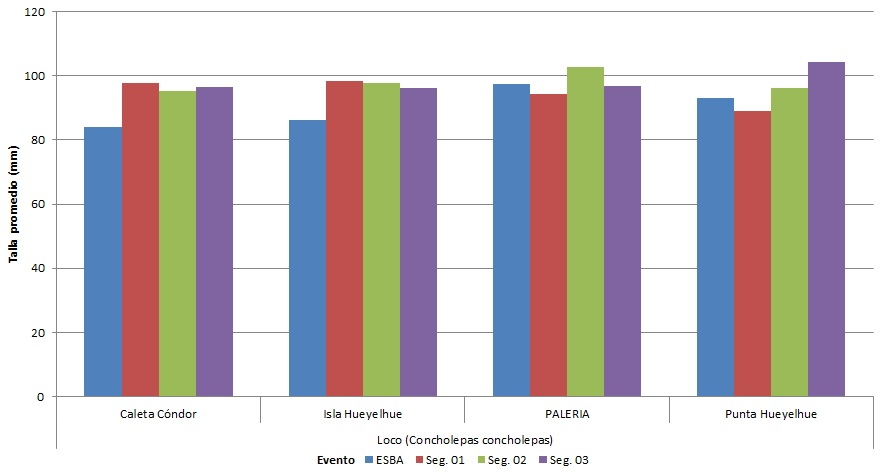 120
100
80
60
40
20
0
Talla promedio (mm)
Caleta Cóndor Isla Hueyelhue PALERIA Punta Hueyelhue
Loco (Concholepas concholepas)
Evento ESBA Seg. 01 Seg. 02 Seg. 03